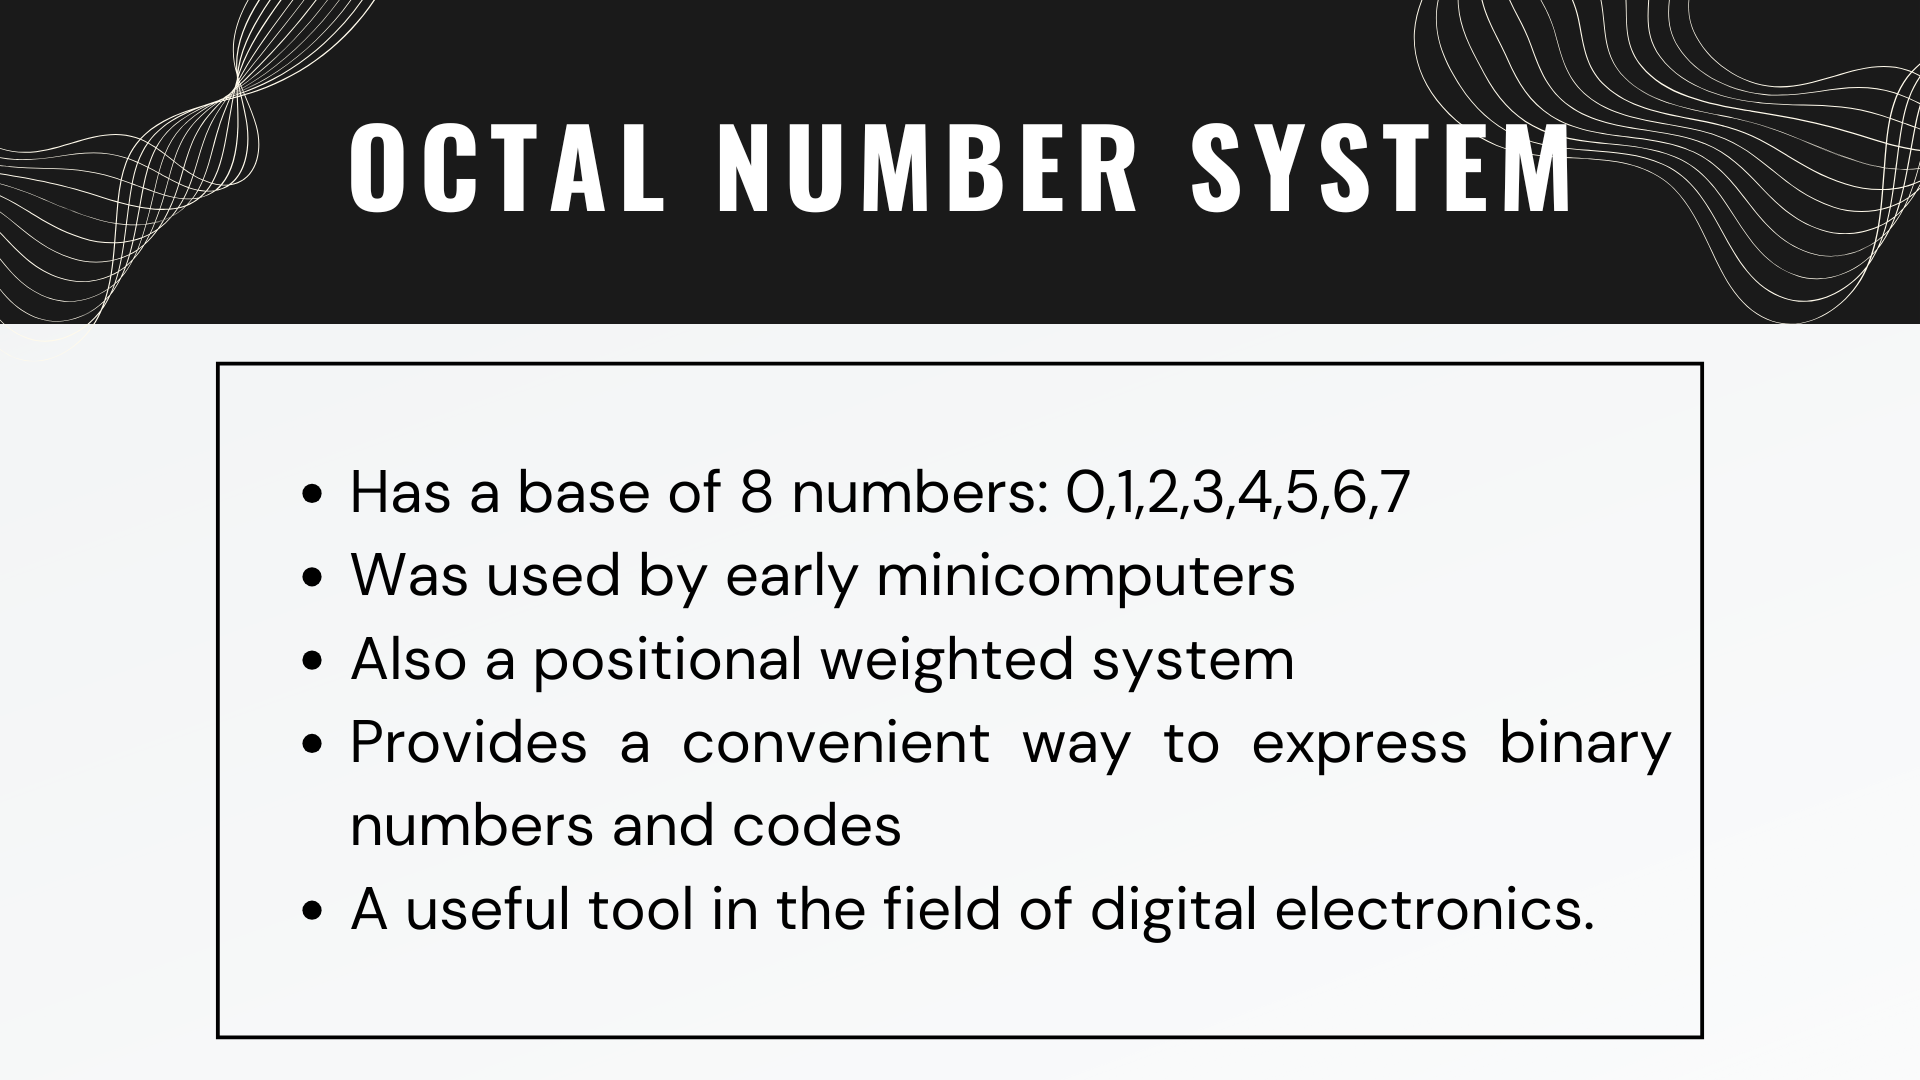 OCTAL NUMBER SYSTEM
• Has a base of 8 numbers: 0,1,2,3,4,5,6,7
• Was used by early minicomputers
• Also a positional weighted system
• Provides a convenient way to express binary
numbers and codes
• A useful tool in the field of digital electronics.